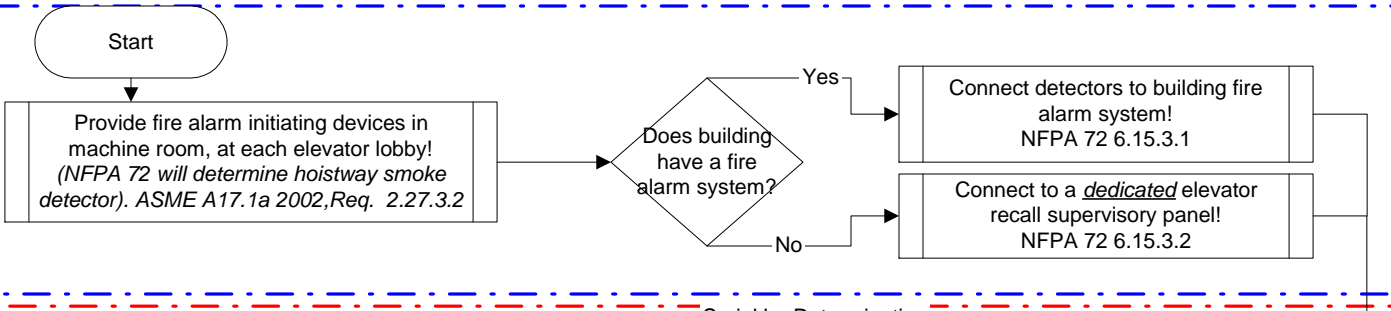 Start
Provide fire alarm initiating devices in
machine room, at each elevator lobby!
(NFPA 72 will determine hoistway smoke
detector). ASME A17.1a 2002,Req.  2.27.3.2
Does building
have a fire
alarm system?
Yes
Connect detectors to building fire
alarm system!
NFPA 72 6.15.3.1
No
Connect to a dedicated elevator
recall supervisory panel!
NFPA 72 6.15.3.2